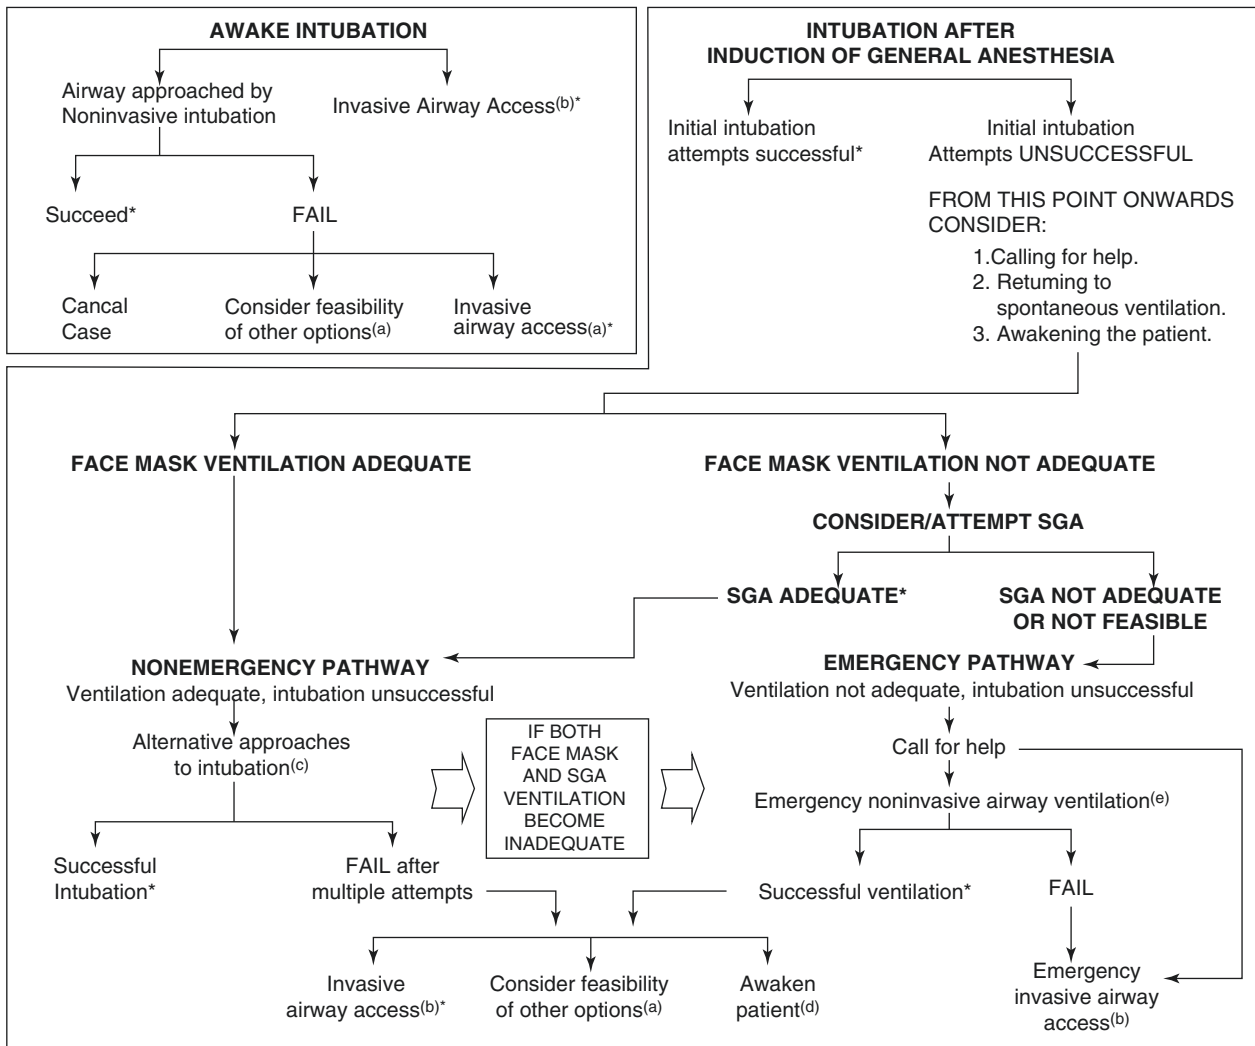 AWAKE INTUBATION
Airway approached by
Noninvasive intubation
Invasive Airway Access(b)*
Succeed*
FAIL
Cancal
Case
Consider feasibility
of other options(a)
Invasive
airway access(a)*
INTUBATION AFTER
INDUCTION OF GENERAL ANESTHESIA
Initial intubation
attempts successful*
Initial intubation
Attempts UNSUCCESSFUL
FROM THIS POINT ONWARDS
CONSIDER:
1.Calling for help.
2. Retuming to
spontaneous ventilation.
3. Awakening the patient.
FACE MASK VENTILATION ADEQUATE
FACE MASK VENTILATION NOT ADEQUATE
CONSIDER/ATTEMPT SGA
SGA ADEQUATE*
SGA NOT ADEQUATE
OR NOT FEASIBLE
NONEMERGENCY PATHWAY
Ventilation adequate, intubation unsuccessful
EMERGENCY PATHWAY
Ventilation not adequate, intubation unsuccessful
Alternative approaches
to intubation(c)
IF BOTH
FACE MASK
AND SGA
VENTILATION
BECOME
INADEQUATE
Call for help
Emergency noninvasive airway ventilation(e)
Successful
Intubation*
FAIL after
multiple attempts
Successful ventilation*
FAIL
Invasive
airway access(b)*
Consider feasibility
of other options(a)
Awaken
patient(d)
Emergency
invasive airway
access(b)